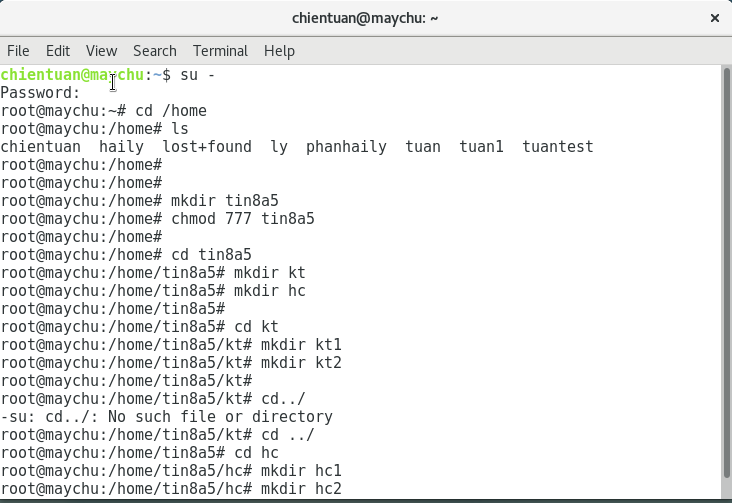 chientuan@maychu: ~
File Edit View Search Terminal Help
chientuan@maychu:~$ su -
Password:
root@maychu:~# cd /home
root@maychu:/home# ls
chientuan  haily  lost+found  ly  phanhaily  tuan  tuan1  tuantest
root@maychu:/home#
root@maychu:/home#
root@maychu:/home# mkdir tin8a5
root@maychu:/home# chmod 777 tin8a5
root@maychu:/home#
root@maychu:/home# cd tin8a5
root@maychu:/home/tin8a5# mkdir kt
root@maychu:/home/tin8a5# mkdir hc
root@maychu:/home/tin8a5#
root@maychu:/home/tin8a5# cd kt
root@maychu:/home/tin8a5/kt# mkdir kt1
root@maychu:/home/tin8a5/kt# mkdir kt2
root@maychu:/home/tin8a5/kt#
root@maychu:/home/tin8a5/kt# cd../
-su: cd../: No such file or directory
root@maychu:/home/tin8a5/kt# cd ../
root@maychu:/home/tin8a5# cd hc
root@maychu:/home/tin8a5/hc# mkdir hc1
root@maychu:/home/tin8a5/hc# mkdir hc2